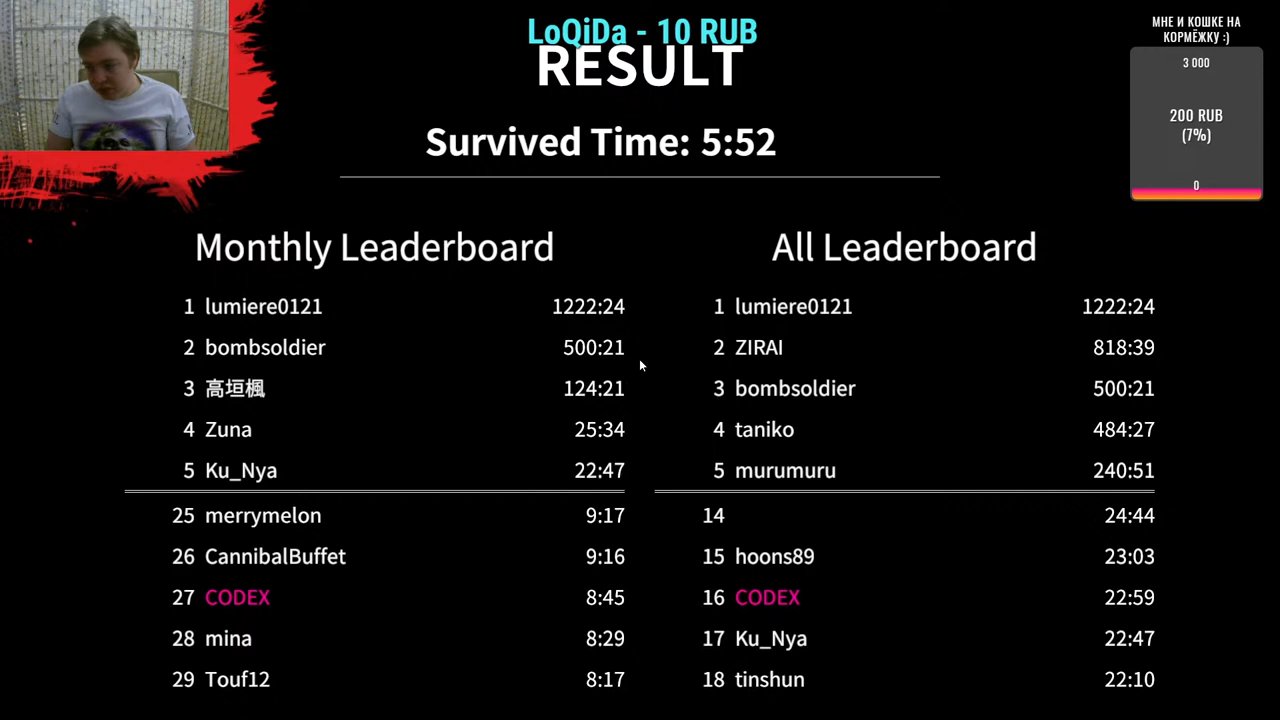 LoQiDa - 10 RUB
RESULT
МНЕ И КОШКЕ НА
КОРМЁЖКУ :)
3 000
200 RUB
(7%)
0
Survived Time: 5:52
Monthly Leaderboard
1 lumiere0121 1222:24
2 bombsoldier 500:21
3 高垣楓 124:21
4 Zuna 25:34
5 Ku_Nya 22:47
25 merrymelon 9:17
26 CannibalBuffet 9:16
27 CODEX 8:45
28 mina 8:29
29 Touf12 8:17
All Leaderboard
1 lumiere0121 1222:24
2 ZIRAI 818:39
3 bombsoldier 500:21
4 taniko 484:27
5 murumuru 240:51
14 24:44
15 hoons89 23:03
16 CODEX 22:59
17 Ku_Nya 22:47
18 tinshun 22:10